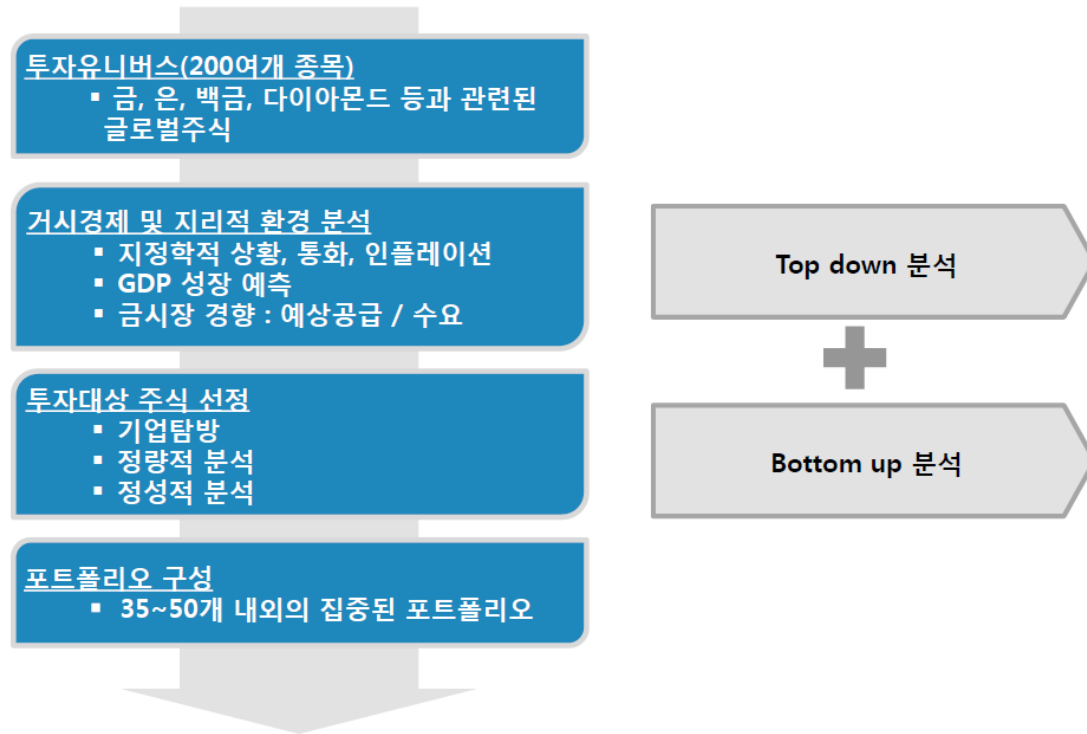 투자유니버스(200여개 종목)
▪ 금, 은, 백금, 다이아몬드 등과 관련된
글로벌주식
거시경제 및 지리적 환경 분석
▪ 지정학적 상황, 통화, 인플레이션
▪ GDP 성장 예측
▪ 금시장 경향 : 예상공급 / 수요
Top down 분석
투자대상 주식 선정
▪ 기업탐방
▪ 정량적 분석
▪ 정성적 분석
Bottom up 분석
포트폴리오 구성
▪ 35~50개 내외의 집중된 포트폴리오